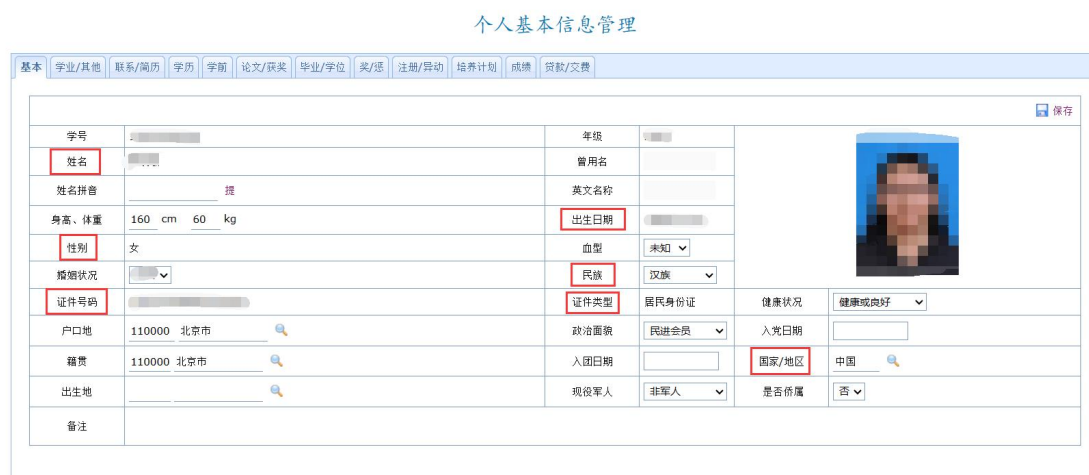 个人基本信息管理
基本 学业/其他 联系/简历 学历 学前 论文/获奖 毕业/学位 奖/惩 注册/异动 培养计划 成绩 贷款/交费
保存
学号 年级
姓名 曾用名
姓名拼音 提 英文名称
身高、体重 160 cm 60 kg 出生日期
性别 女 血型 未知
婚姻状况 民族 汉族
证件号码 证件类型 居民身份证 健康状况 健康或良好
户口地 110000 北京市 政治面貌 民进会员 入党日期
籍贯 110000 北京市 入团日期 国家/地区 中国
出生地 现役军人 非军人 是否侨属 否
备注